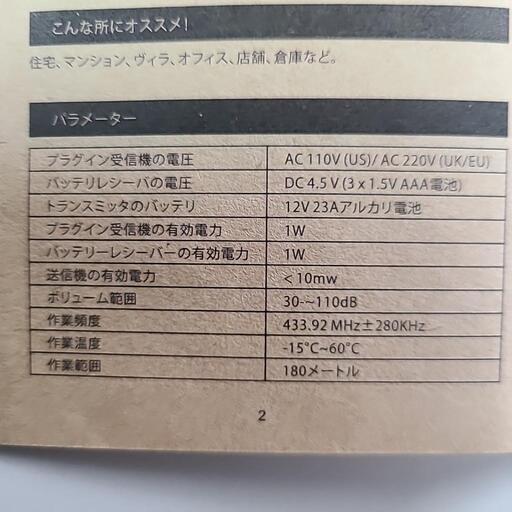 こんな所にオススメ!
住宅、マンション、ヴィラ、オフィス、店舗、倉庫など。
パラメーター
プラグイン受信機の電圧 AC 110V (US)/ AC 220V (UK/EU)
バッテリレシーバの電圧 DC 4.5 V (3 x 1.5V AAA電池)
トランスミッタのバッテリ 12V 23Aアルカリ電池
プラグイン受信機の有効電力 1W
バッテリーレシーバーの有効電力 1W
送信機の有効電力 <10mw
ボリューム範囲 30-~110dB
作業頻度 433.92 MHz±280KHz
作業温度 -15°C~60°C
作業範囲 180メートル
2